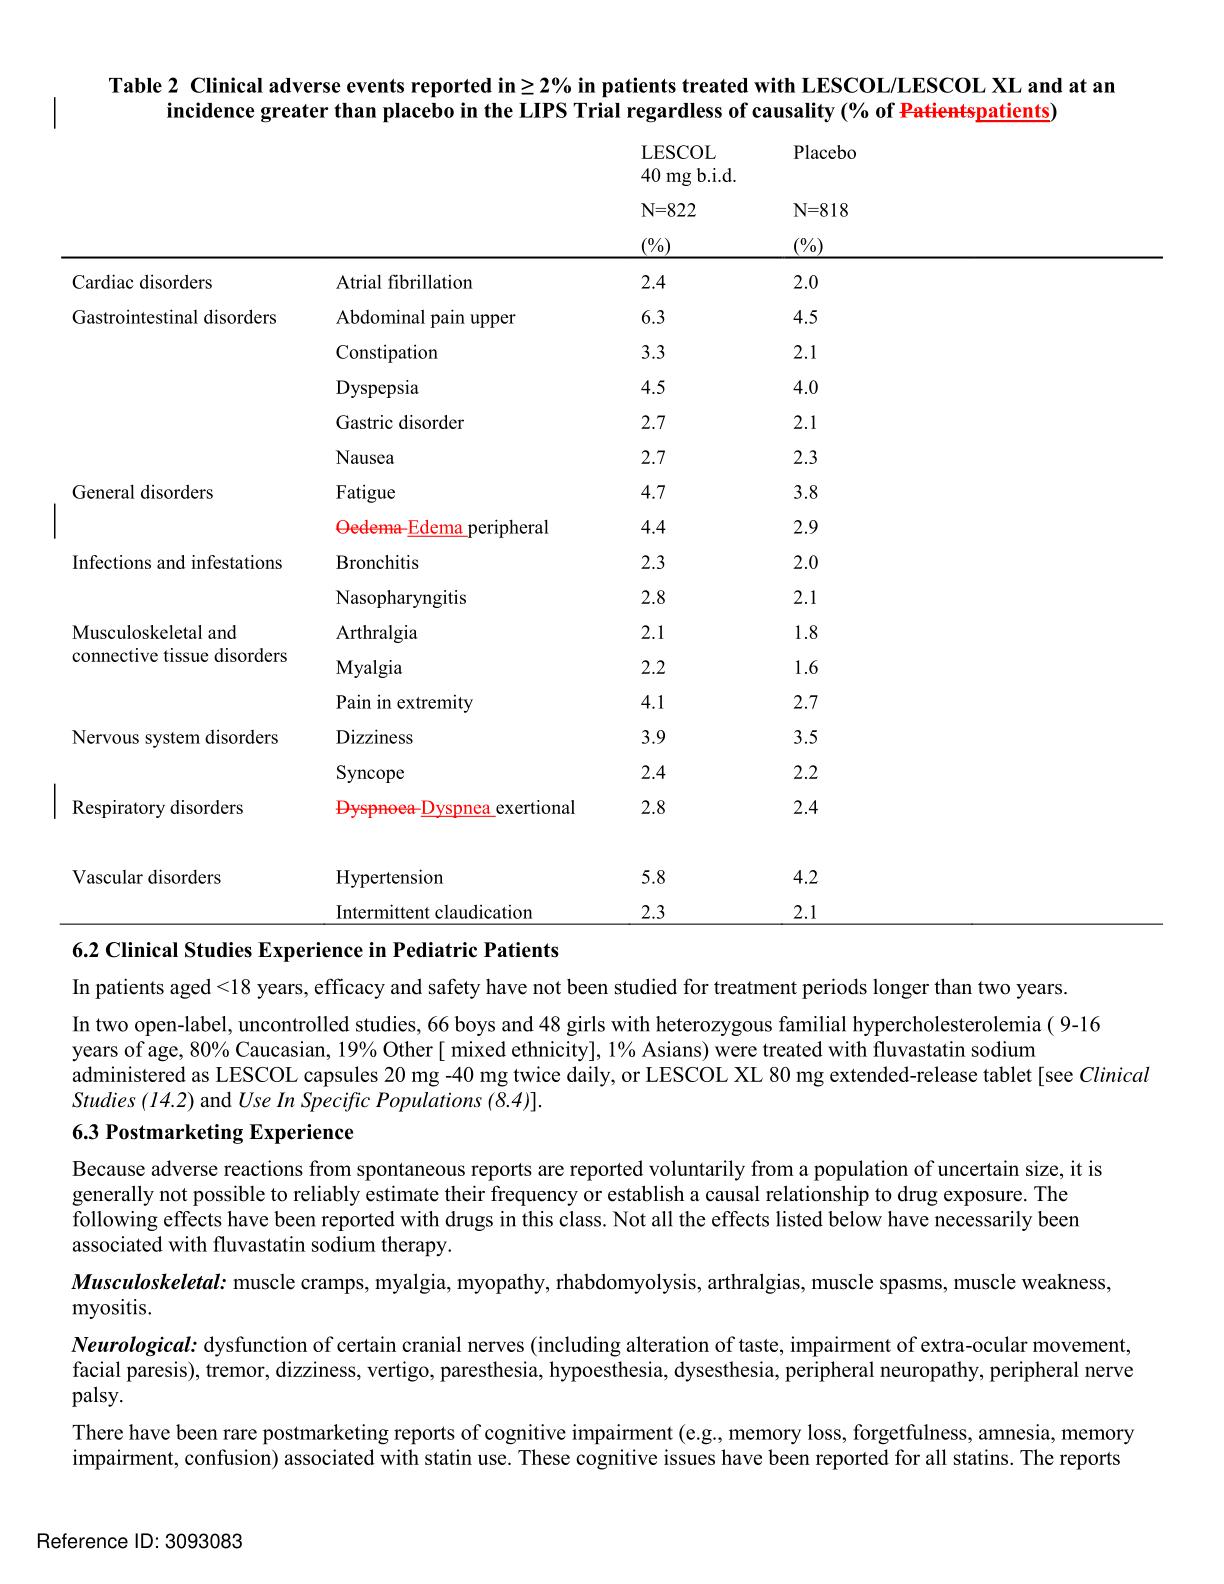 Table 2 Clinical adverse events reported in ≥ 2% in patients treated with LESCOL/LESCOL XL and at an
incidence greater than placebo in the LIPS Trial regardless of causality (% of Patientspatients)
LESCOL Placebo
40 mg b.i.d.
N=822 N=818
(%) (%)
Cardiac disorders Atrial fibrillation 2.4 2.0
Gastrointestinal disorders Abdominal pain upper 6.3 4.5
Constipation 3.3 2.1
Dyspepsia 4.5 4.0
Gastric disorder 2.7 2.1
Nausea 2.7 2.3
General disorders Fatigue 4.7 3.8
Oedema Edema peripheral 4.4 2.9
Infections and infestations Bronchitis 2.3 2.0
Nasopharyngitis 2.8 2.1
Musculoskeletal and Arthralgia 2.1 1.8
connective tissue disorders
Myalgia 2.2 1.6
Pain in extremity 4.1 2.7
Nervous system disorders Dizziness 3.9 3.5
Syncope 2.4 2.2
Respiratory disorders Dyspnoea Dyspnea exertional 2.8 2.4
Vascular disorders Hypertension 5.8 4.2
Intermittent claudication 2.3 2.1
6.2 Clinical Studies Experience in Pediatric Patients
In patients aged <18 years, efficacy and safety have not been studied for treatment periods longer than two years.
In two open-label, uncontrolled studies, 66 boys and 48 girls with heterozygous familial hypercholesterolemia ( 9-16
years of age, 80% Caucasian, 19% Other [ mixed ethnicity], 1% Asians) were treated with fluvastatin sodium
administered as LESCOL capsules 20 mg -40 mg twice daily, or LESCOL XL 80 mg extended-release tablet [see Clinical
Studies (14.2) and Use In Specific Populations (8.4)].
6.3 Postmarketing Experience
Because adverse reactions from spontaneous reports are reported voluntarily from a population of uncertain size, it is
generally not possible to reliably estimate their frequency or establish a causal relationship to drug exposure. The
following effects have been reported with drugs in this class. Not all the effects listed below have necessarily been
associated with fluvastatin sodium therapy.
Musculoskeletal: muscle cramps, myalgia, myopathy, rhabdomyolysis, arthralgias, muscle spasms, muscle weakness,
myositis.
Neurological: dysfunction of certain cranial nerves (including alteration of taste, impairment of extra-ocular movement,
facial paresis), tremor, dizziness, vertigo, paresthesia, hypoesthesia, dysesthesia, peripheral neuropathy, peripheral nerve
palsy.
There have been rare postmarketing reports of cognitive impairment (e.g., memory loss, forgetfulness, amnesia, memory
impairment, confusion) associated with statin use. These cognitive issues have been reported for all statins. The reports
Reference ID: 3093083